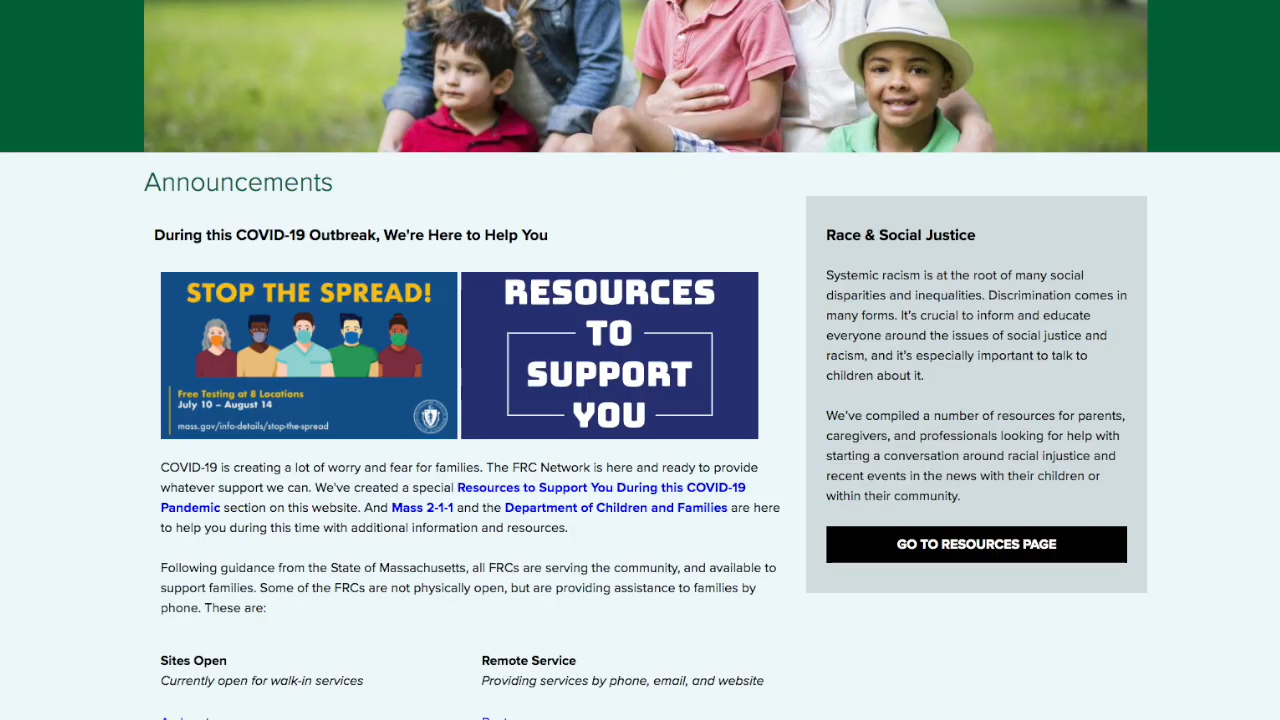 Announcements
During this COVID-19 Outbreak, We're Here to Help You
STOP THE SPREAD!
Free Testing at 8 Locations
July 10 – August 14
mass.gov/info-details/stop-the-spread
RESOURCES
TO
SUPPORT
YOU
COVID-19 is creating a lot of worry and fear for families. The FRC Network is here and ready to provide
whatever support we can. We've created a special Resources to Support You During this COVID-19
Pandemic section on this website. And Mass 2-1-1 and the Department of Children and Families are here
to help you during this time with additional information and resources.
Following guidance from the State of Massachusetts, all FRCs are serving the community, and available to
support families. Some of the FRCs are not physically open, but are providing assistance to families by
phone. These are:
Sites Open
Currently open for walk-in services
Remote Service
Providing services by phone, email, and website
Race & Social Justice
Systemic racism is at the root of many social
disparities and inequalities. Discrimination comes in
many forms. It's crucial to inform and educate
everyone around the issues of social justice and
racism, and it's especially important to talk to
children about it.
We've compiled a number of resources for parents,
caregivers, and professionals looking for help with
starting a conversation around racial injustice and
recent events in the news with their children or
within their community.
GO TO RESOURCES PAGE